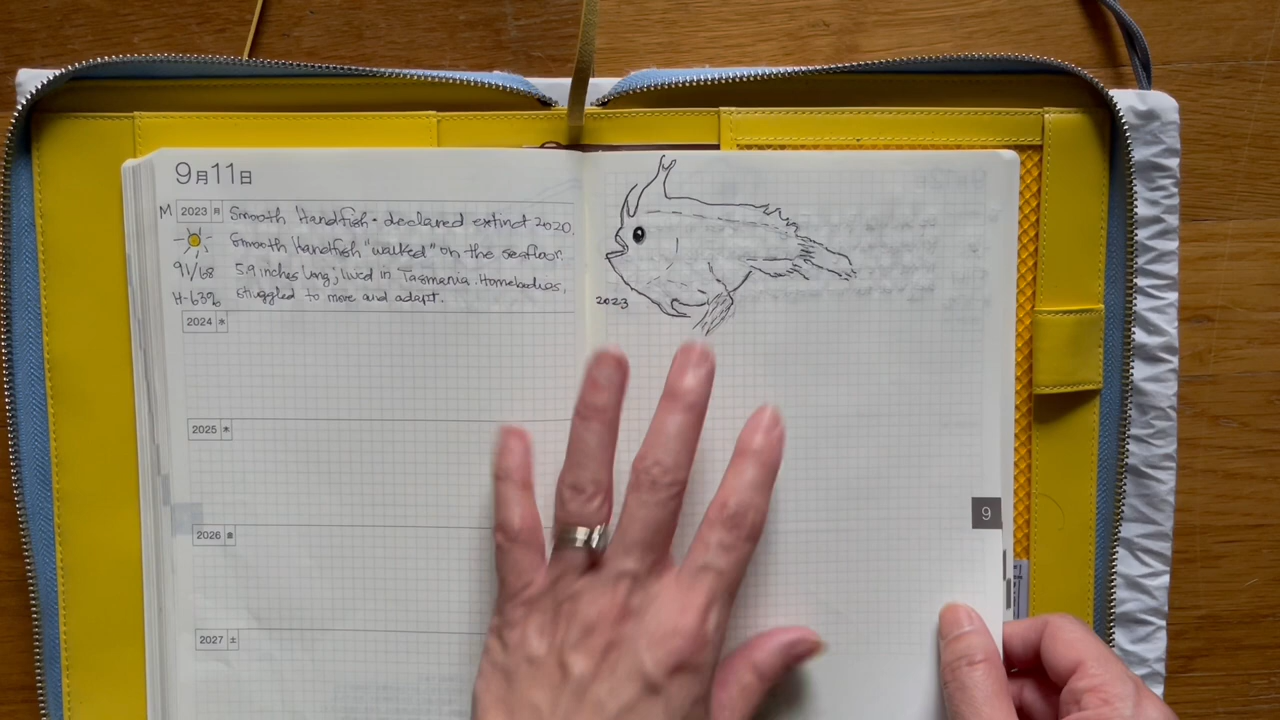 9月11日
M 2023 月 Smooth Handfish - declared extinct 2020.
Smooth Handfish "walked" on the seafloor.
91/68 5.9 inches long; lived in Tasmania. Homebodies,
H-63% struggled to move and adapt.
2023
2024 水
2025 木
2026 金
2027 土
9